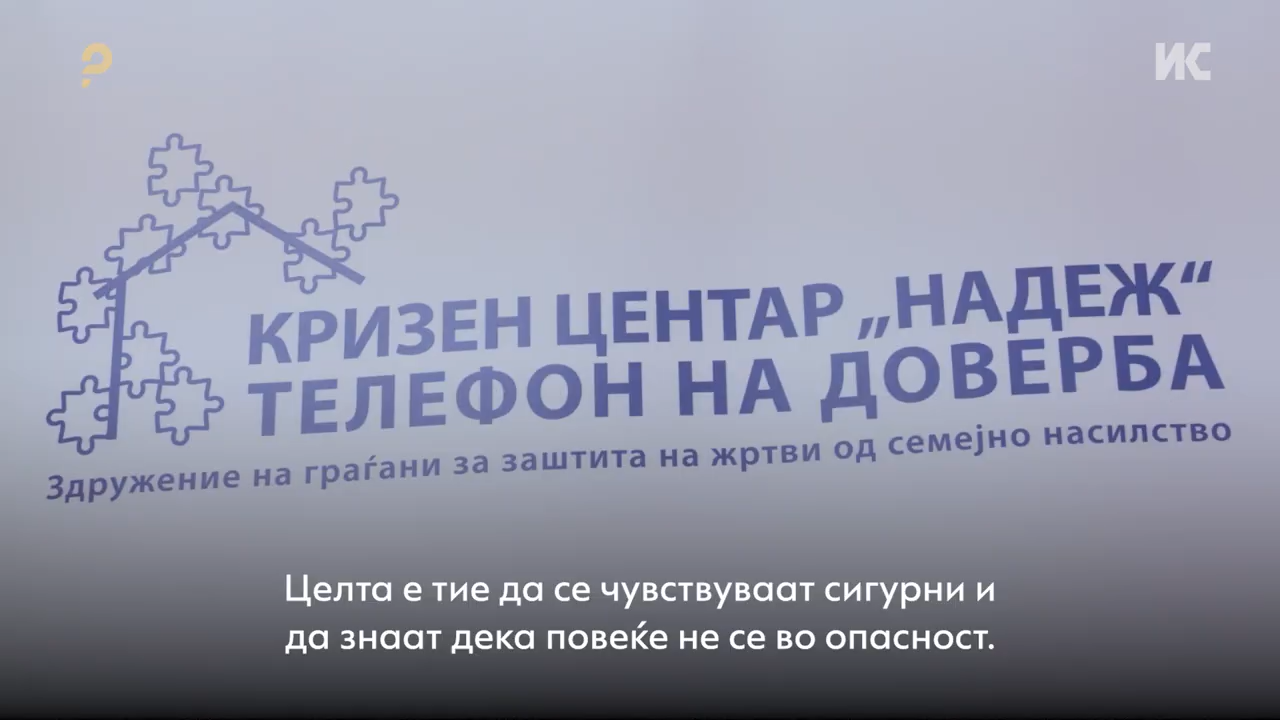 ?
ИС
КРИЗЕН ЦЕНТАР „НАДЕЖ“
ТЕЛЕФОН НА ДОВЕРБА
Здружение на граѓани за заштита на жртви од семејно насилство
Целта е тие да се чувствуваат сигурни и
да знаат дека повеќе не се во опасност.